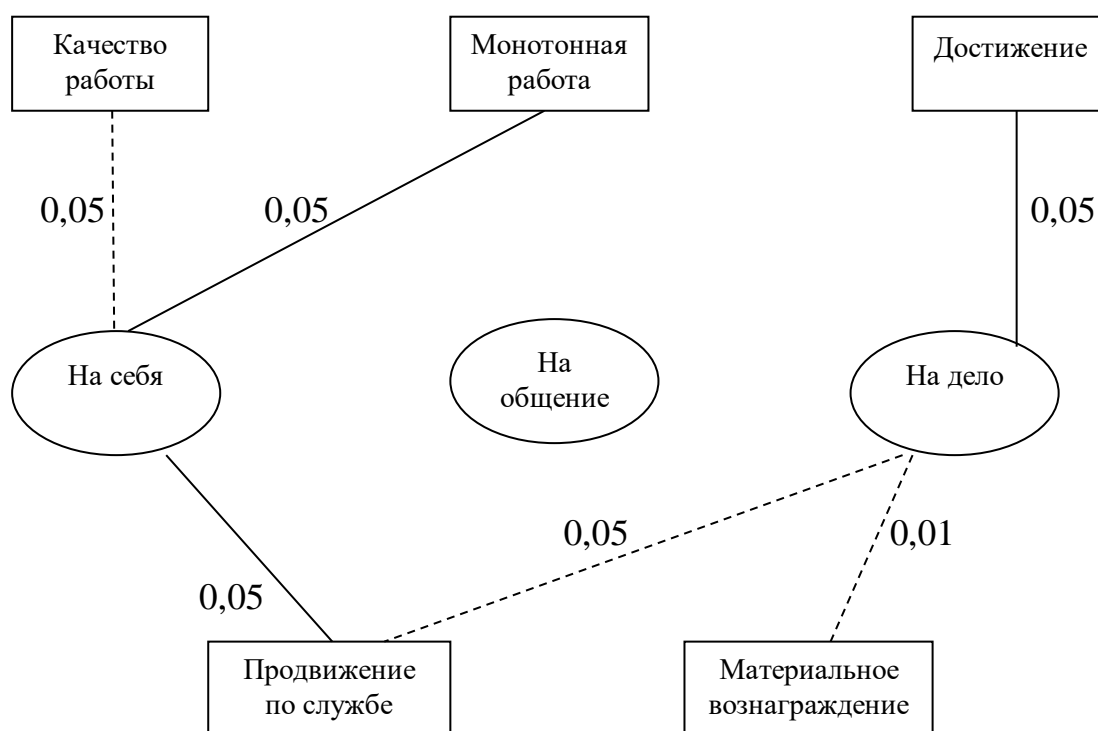 Качество
работы
Монотонная
работа
Достижение
0,05
0,05
0,05
На себя
На
общение
На дело
0,05
0,01
0,05
Продвижение
по службе
Материальное
вознаграждение